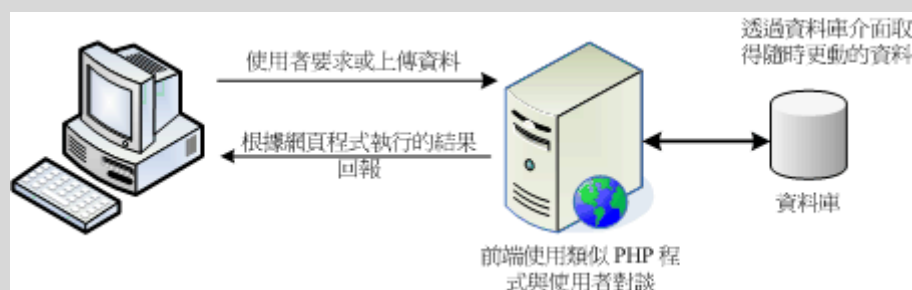 使用者要求或上傳資料
根據網頁程式執行的結果
回報
前端使用類似 PHP 程
式與使用者對談
透過資料庫介面取
得隨時更動的資料
資料庫